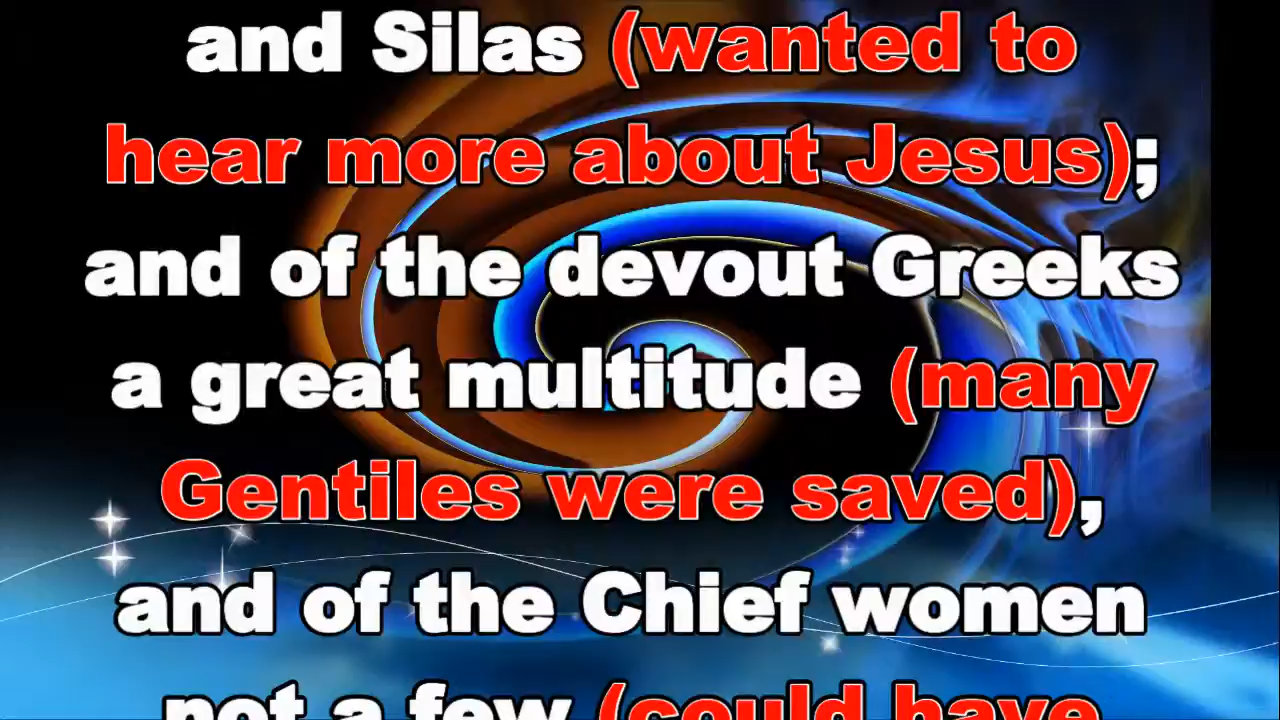 and Silas (wanted to
hear more about Jesus);
and of the devout Greeks
a great multitude (many
Gentiles were saved),
and of the Chief women
not a few (could have